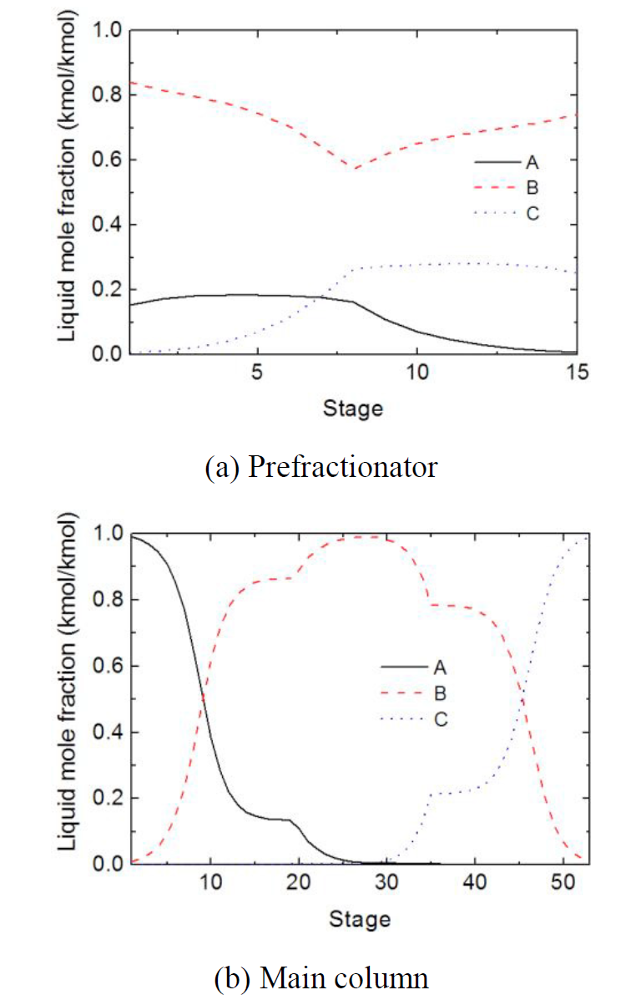 Liquid mole fraction (kmol/kmol)
1.0
0.8
0.6
0.4
0.2
0.0
A
B
C
5
10
15
Stage
(a) Prefractionator
Liquid mole fraction (kmol/kmol)
1.0
0.8
0.6
0.4
0.2
0.0
A
B
C
10
20
30
40
50
Stage
(b) Main column